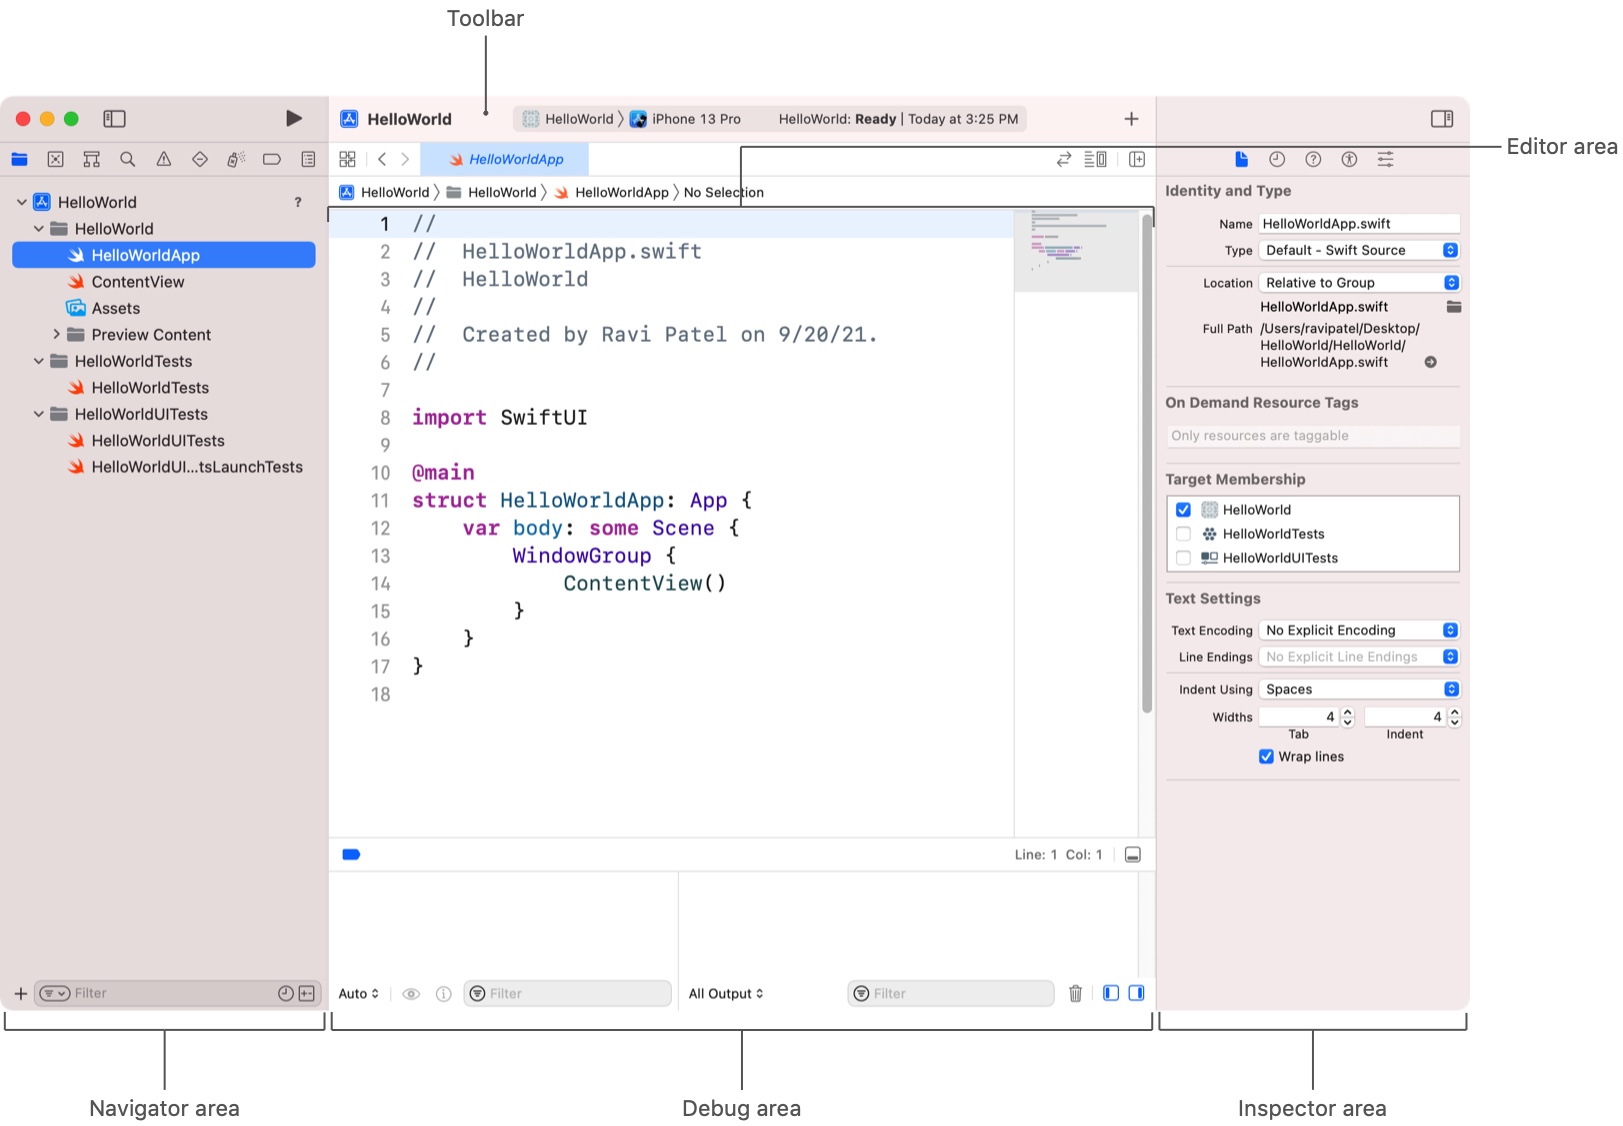 Toolbar
HelloWorld
HelloWorld 〉 iPhone 13 Pro
HelloWorld: Ready | Today at 3:25 PM
Editor area
HelloWorldApp
HelloWorld 〉 HelloWorld 〉 HelloWorldApp 〉 No Selection
HelloWorld ?
HelloWorld
HelloWorldApp
ContentView
Assets
Preview Content
HelloWorldTests
HelloWorldTests
HelloWorldUITests
HelloWorldUITests
HelloWorldUI...tsLaunchTests
Filter
1 //
2 //  HelloWorldApp.swift
3 //  HelloWorld
4 //
5 //  Created by Ravi Patel on 9/20/21.
6 //
7
8 import SwiftUI
9
10 @main
11 struct HelloWorldApp: App {
12     var body: some Scene {
13         WindowGroup {
14             ContentView()
15         }
16     }
17 }
18
Line: 1 Col: 1
Auto
Filter
All Output
Filter
Identity and Type
Name HelloWorldApp.swift
Type Default - Swift Source
Location Relative to Group
HelloWorldApp.swift
Full Path /Users/ravipatel/Desktop/
HelloWorld/HelloWorld/
HelloWorldApp.swift
On Demand Resource Tags
Only resources are taggable
Target Membership
HelloWorld
HelloWorldTests
HelloWorldUITests
Text Settings
Text Encoding No Explicit Encoding
Line Endings No Explicit Line Endings
Indent Using Spaces
Widths 4 4
Tab Indent
Wrap lines
Navigator area
Debug area
Inspector area